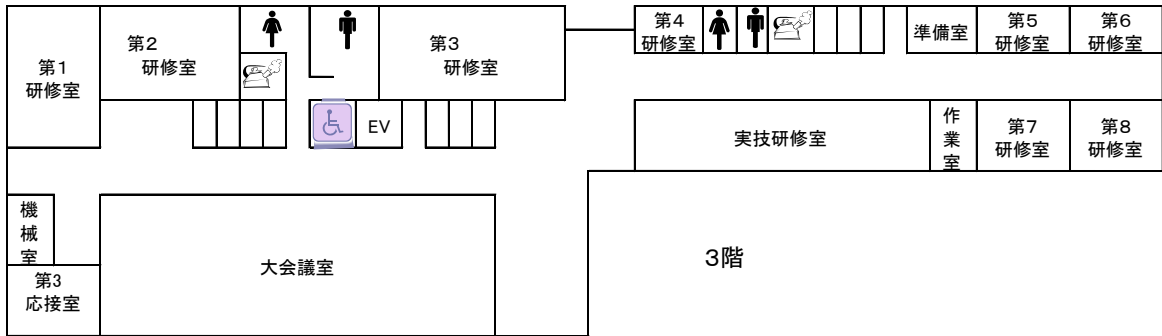 第1
研修室
第2
研修室
第3
研修室
EV
機
械
室
第3
応接室
大会議室
第4
研修室
準備室
第5
研修室
第6
研修室
実技研修室
作
業
室
第7
研修室
第8
研修室
3階